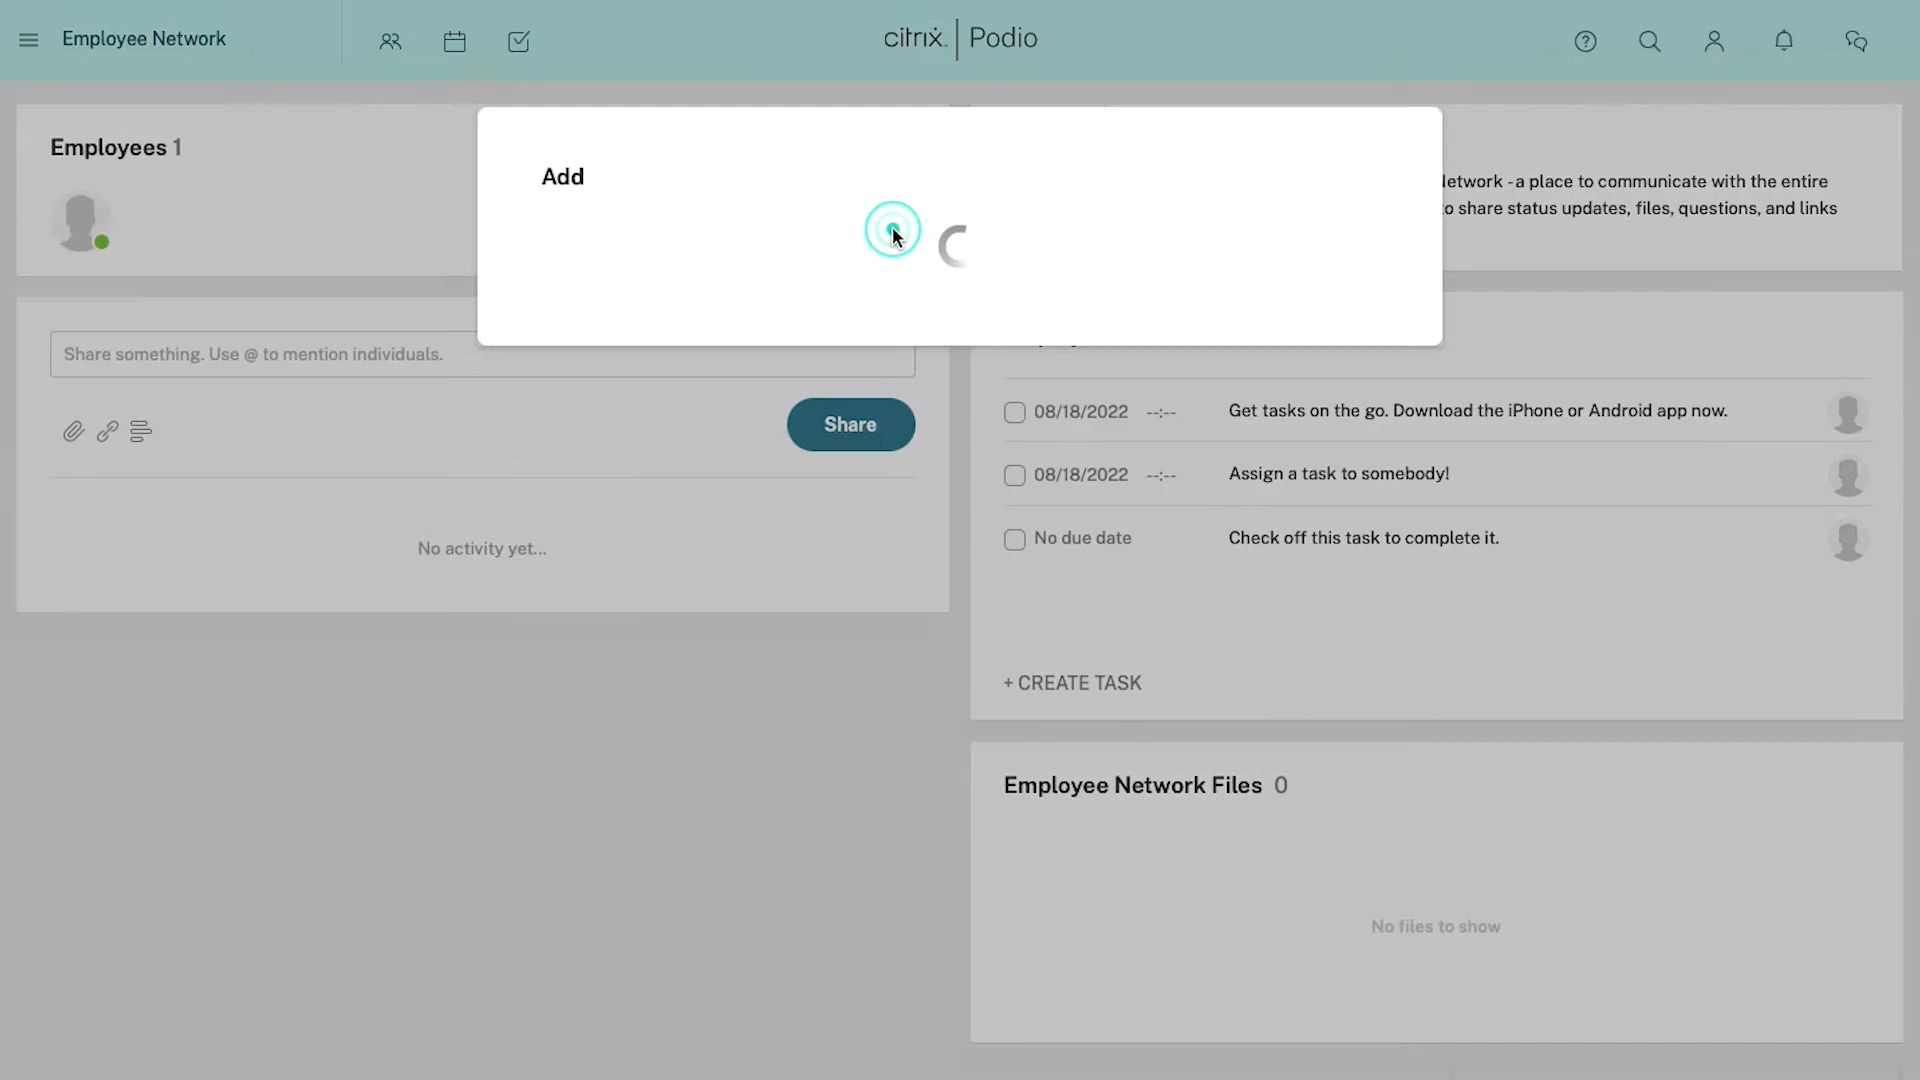 Employee Network
citrix | Podio
Employees 1
Add
Network - a place to communicate with the entire
to share status updates, files, questions, and links
Share something. Use @ to mention individuals.
Share
No activity yet...
08/18/2022 --:-- Get tasks on the go. Download the iPhone or Android app now.
08/18/2022 --:-- Assign a task to somebody!
No due date Check off this task to complete it.
+ CREATE TASK
Employee Network Files 0
No files to show